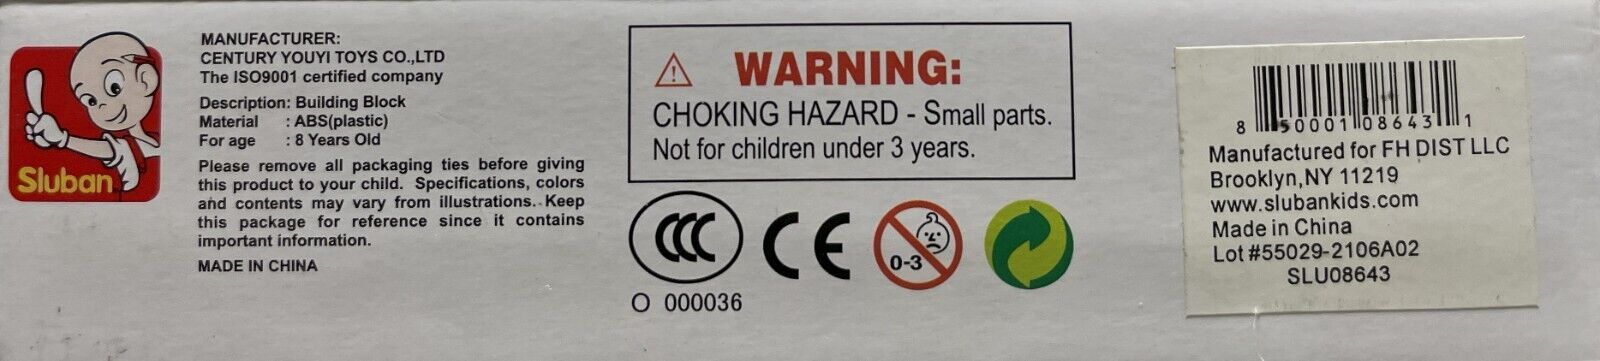 Sluban
MANUFACTURER:
CENTURY YOUYI TOYS CO.,LTD
The ISO9001 certified company
Description: Building Block
Material : ABS(plastic)
For age : 8 Years Old
Please remove all packaging ties before giving
this product to your child. Specifications, colors
and contents may vary from illustrations. Keep
this package for reference since it contains
important information.
MADE IN CHINA
WARNING:
CHOKING HAZARD - Small parts.
Not for children under 3 years.
CCC
CE
0-3
O 000036
8 50001 08643 1
Manufactured for FH DIST LLC
Brooklyn,NY 11219
www.slubankids.com
Made in China
Lot #55029-2106A02
SLU08643